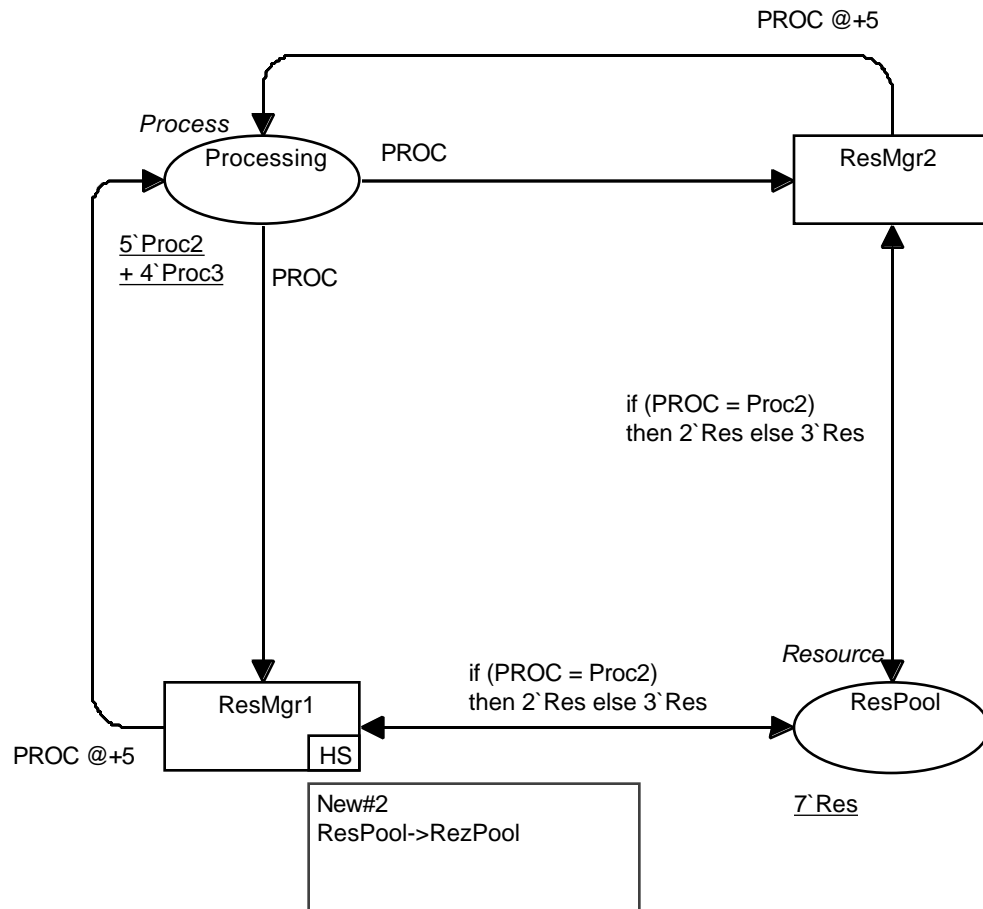 PROC @+5
Process
Processing
PROC
ResMgr2
5`Proc2
+ 4`Proc3
PROC
if (PROC = Proc2)
then 2`Res else 3`Res
Resource
if (PROC = Proc2)
then 2`Res else 3`Res
ResMgr1
ResPool
PROC @+5
HS
New#2
ResPool->RezPool
7`Res